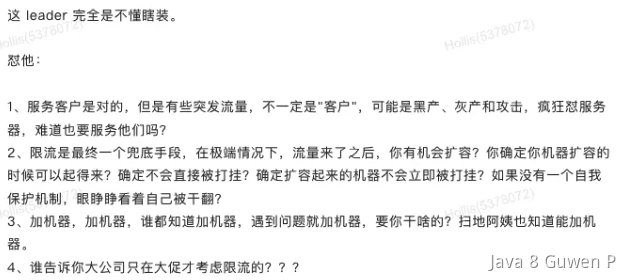 这 leader 完全是不懂瞎装。
Hollis(5378072)
Hollis(5378072)
怼他：
1、服务客户是对的，但是有些突发流量，不一定是"客户"，可能是黑产、灰产和攻击，疯狂怼服务
器，难道也要服务他们吗？
2、限流是最终一个兜底手段，在极端情况下，流量来了之后，你有机会扩容？你确定你机器扩容的
时候可以起得来？确定不会直接被打挂？确定扩容起来的机器不会立即被打挂？如果没有一个自我
保护机制，眼睁睁看着自己被干翻？
Hollis(5378072)
Hollis(5378072)
3、加机器，加机器，谁都知道加机器，遇到问题就加机器，要你干啥的？扫地阿姨也知道能加机
器。
4、谁告诉你大公司只在大促才考虑限流的？？？
Java 8 Guwen P